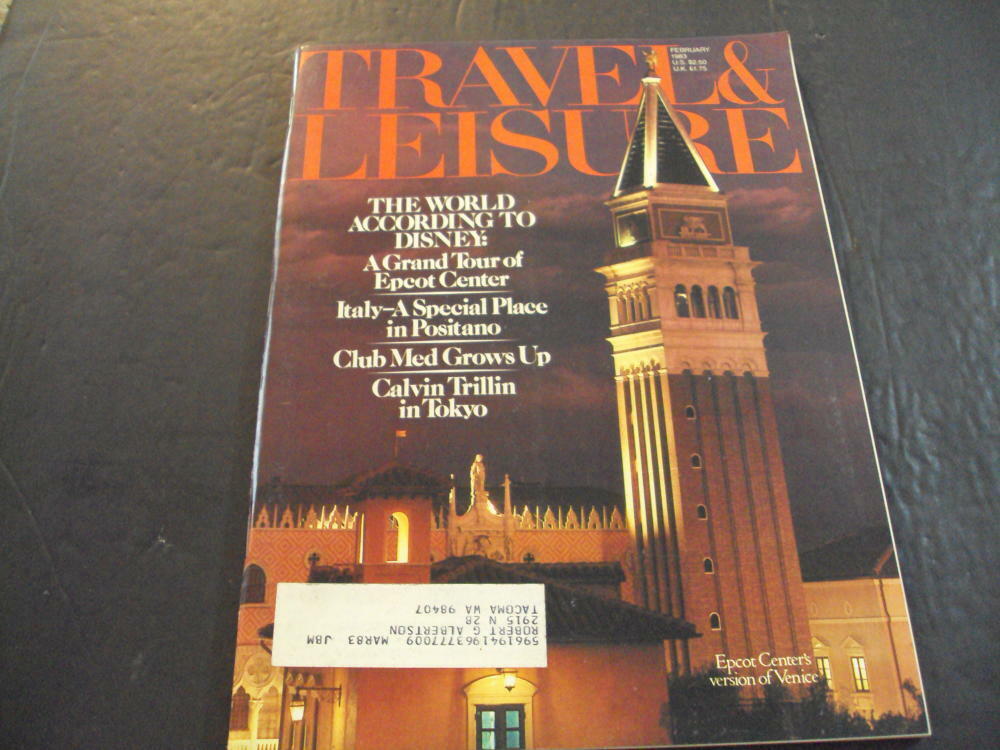 TRAVEL &
LEISURE
FEBRUARY
1983
U.S. $2.50
U.K. £1.75
THE WORLD
ACCORDING TO
DISNEY:
A Grand Tour of
Epcot Center
Italy–A Special Place
in Positano
Club Med Grows Up
Calvin Trillin
in Tokyo
5961941963777009 MAR83 JBM
ROBERT G ALBERTSON
2915 N 28
TACOMA WA 98407
Epcot Center's
version of Venice